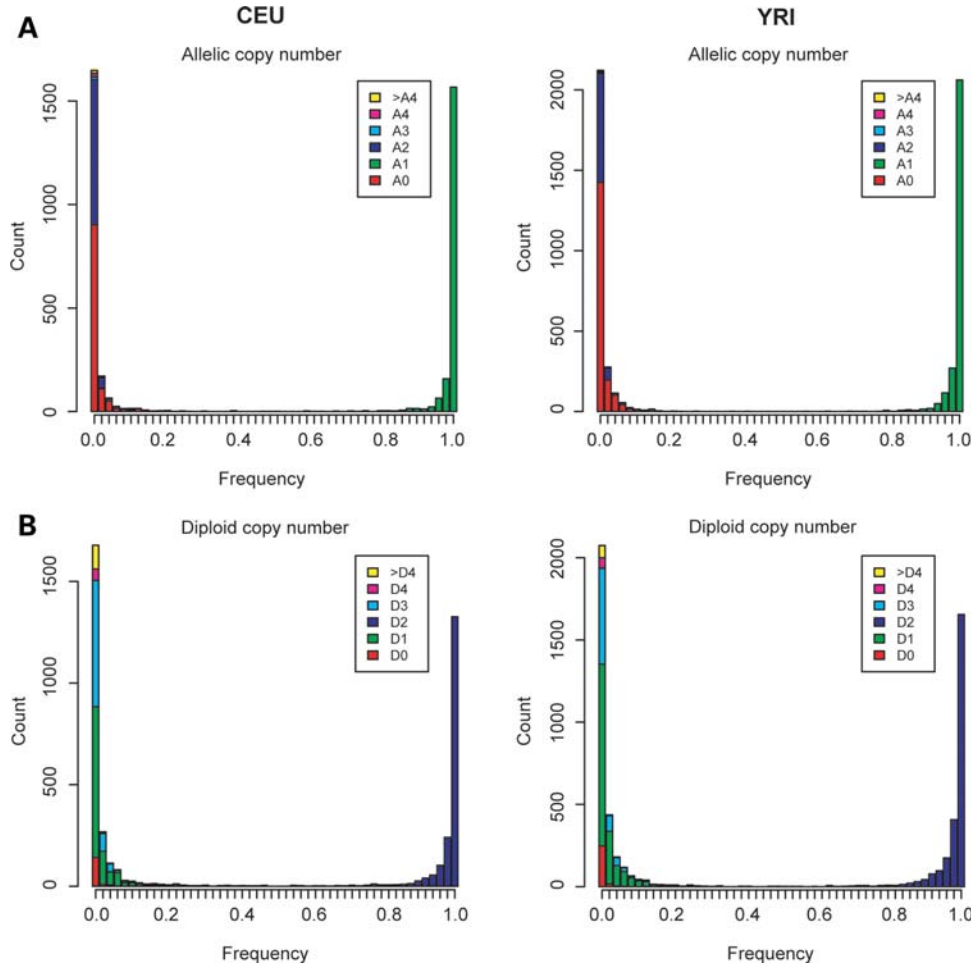 CEU
YRI
A
Allelic copy number
Allelic copy number
>A4
A4
A3
A2
A1
A0
>A4
A4
A3
A2
A1
A0
Count
0
500
1000
1500
Count
0
500
1000
1500
2000
0.0 0.2 0.4 0.6 0.8 1.0
0.0 0.2 0.4 0.6 0.8 1.0
Frequency
Frequency
B
Diploid copy number
Diploid copy number
>D4
D4
D3
D2
D1
D0
>D4
D4
D3
D2
D1
D0
Count
0
500
1000
1500
Count
0
500
1000
1500
2000
0.0 0.2 0.4 0.6 0.8 1.0
0.0 0.2 0.4 0.6 0.8 1.0
Frequency
Frequency